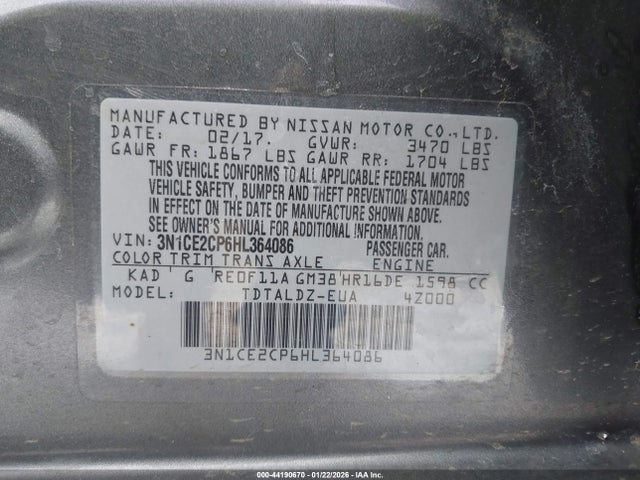 MANUFACTURED BY NISSAN MOTOR CO.,LTD.
DATE: 02/17. GVWR: 3470 LBS
GAWR FR: 1867 LBS GAWR RR: 1704 LBS
THIS VEHICLE CONFORMS TO ALL APPLICABLE FEDERAL MOTOR
VEHICLE SAFETY, BUMPER AND THEFT PREVENTION STANDARDS
IN EFFECT ON THE DATE OF MANUFACTURE SHOWN ABOVE.
SEE OWNER'S MANUAL FOR ADDITIONAL INFORMATION.
VIN: 3N1CE2CP6HL364086 PASSENGER CAR.
COLOR TRIM TRANS AXLE ENGINE
KAD ' G ' RE0F11A GM38 ' HR16DE 1598 CC
MODEL: TDTALDZ-EUA 4Z000
3N1CE2CP6HL364086
000-44190670 - 01/22/2026 - Copyright IAA, LLC